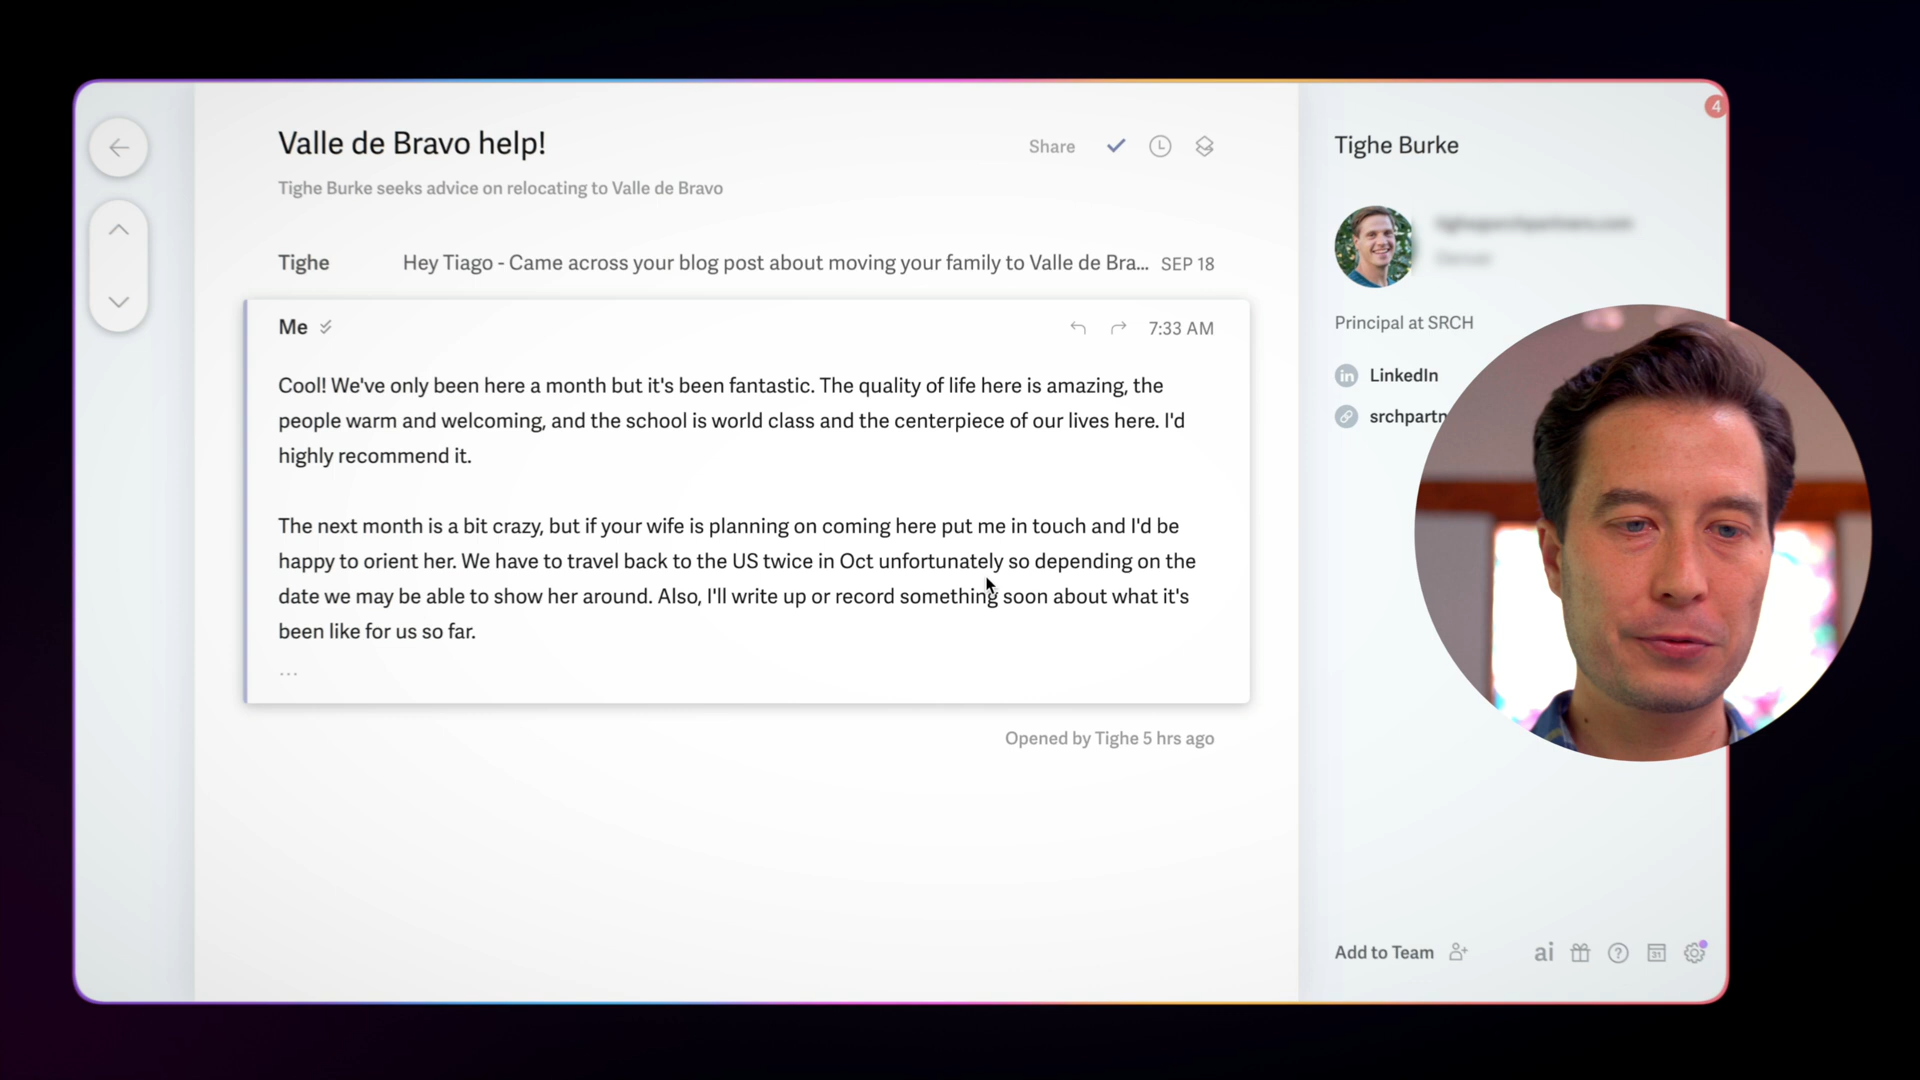 4
Valle de Bravo help!
Share
Tighe Burke seeks advice on relocating to Valle de Bravo
Tighe Hey Tiago - Came across your blog post about moving your family to Valle de Bra... SEP 18
Me 7:33 AM
Cool! We've only been here a month but it's been fantastic. The quality of life here is amazing, the
people warm and welcoming, and the school is world class and the centerpiece of our lives here. I'd
highly recommend it.
The next month is a bit crazy, but if your wife is planning on coming here put me in touch and I'd be
happy to orient her. We have to travel back to the US twice in Oct unfortunately so depending on the
date we may be able to show her around. Also, I'll write up or record something soon about what it's
been like for us so far.
...
Opened by Tighe 5 hrs ago
Tighe Burke
Principal at SRCH
in LinkedIn
srchpartn
Add to Team ai ? 31